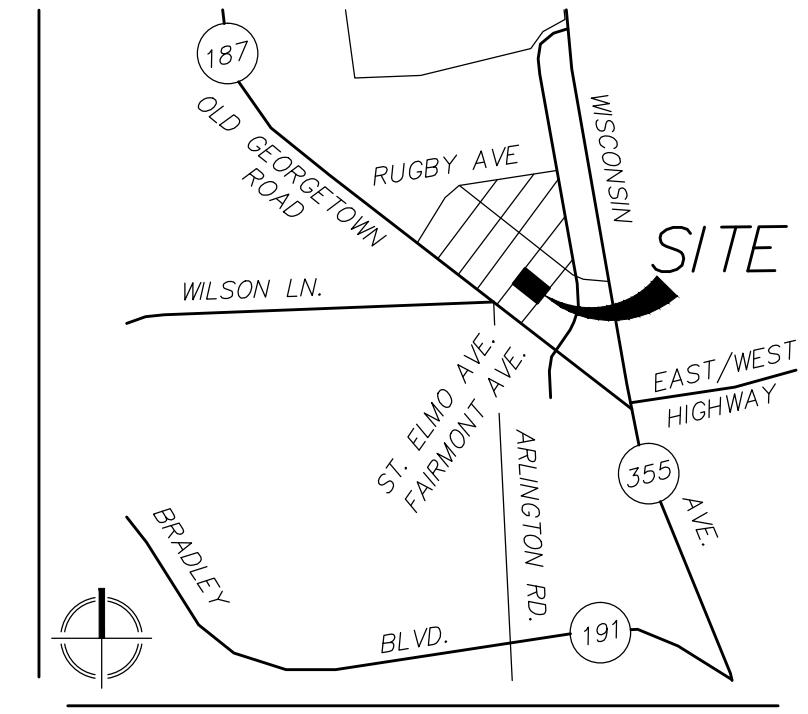 187
OLD GEORGETOWN
ROAD
RUGBY AVE
WISCONSIN
SITE
WILSON LN.
EAST/WEST
HIGHWAY
ST. ELMO AVE.
FAIRMONT AVE.
ARLINGTON RD.
355
AVE.
BRADLEY
BLVD.
191